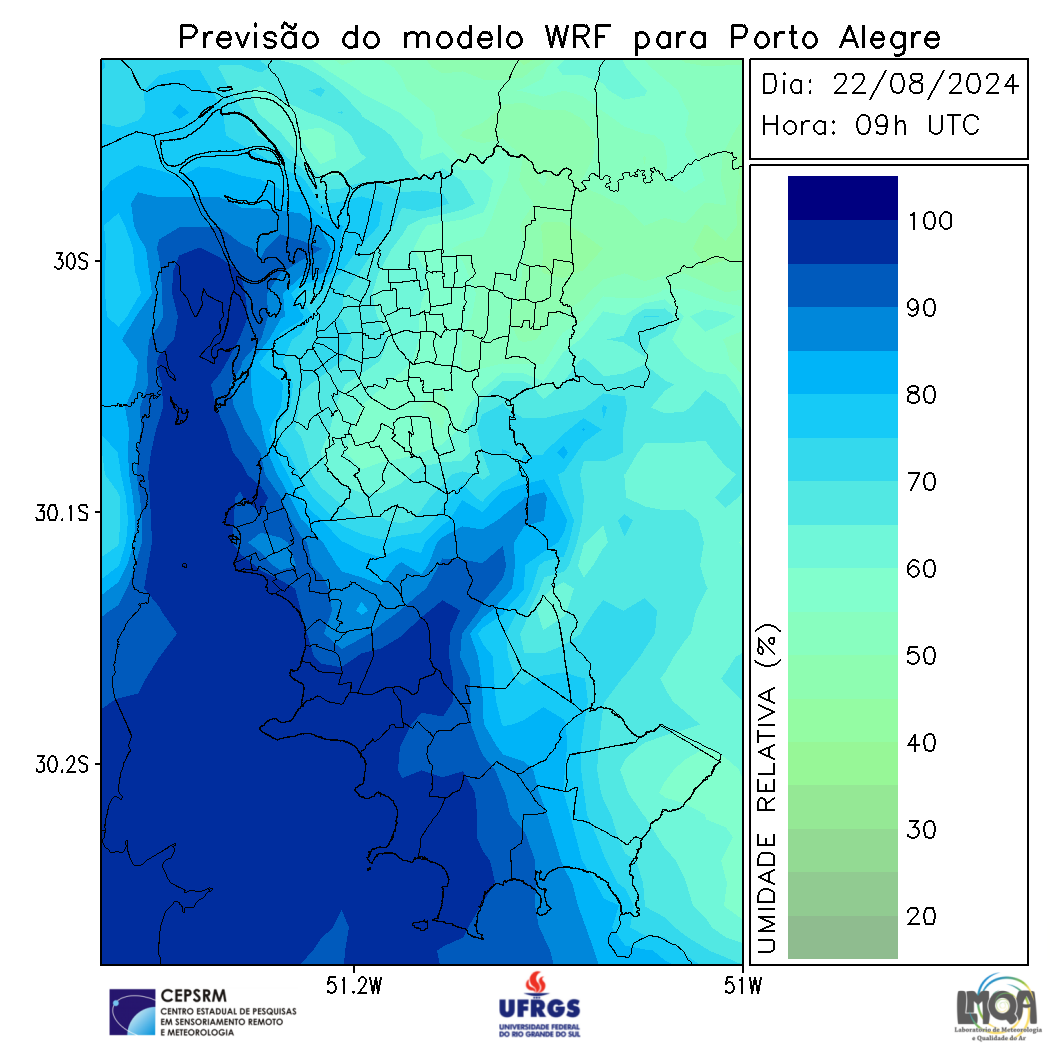 Previsão do modelo WRF para Porto Alegre
Dia: 22/08/2024
Hora: 09h UTC
30S
30.1S
30.2S
51.2W
51W
UMIDADE RELATIVA (%)
100
90
80
70
60
50
40
30
20
CEPSRM
CENTRO ESTADUAL DE PESQUISAS
EM SENSORIAMENTO REMOTO
E METEOROLOGIA
UFRGS
UNIVERSIDADE FEDERAL
DO RIO GRANDE DO SUL
LMQA
Laboratório de Meteorologia
e Qualidade do Ar